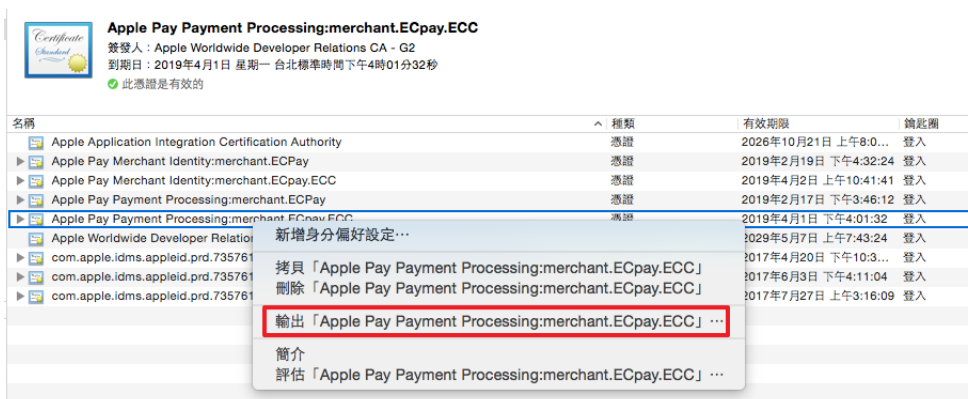 Certificate
Standard
Apple Pay Payment Processing:merchant.ECpay.ECC
簽發人：Apple Worldwide Developer Relations CA - G2
到期日：2019年4月1日 星期一 台北標準時間下午4時01分32秒
此憑證是有效的
名稱 種類 有效期限 鑰匙圈
Apple Application Integration Certification Authority 憑證 2026年10月21日 上午8:0... 登入
Apple Pay Merchant Identity:merchant.ECPay 憑證 2019年2月19日 下午4:32:24 登入
Apple Pay Merchant Identity:merchant.ECpay.ECC 憑證 2019年4月2日 上午10:41:41 登入
Apple Pay Payment Processing:merchant.ECPay 憑證 2019年2月17日 下午3:46:12 登入
Apple Pay Payment Processing:merchant.ECpay.ECC 憑證 2019年4月1日 下午4:01:32 登入
Apple Worldwide Developer Relatio 2029年5月7日 上午7:43:24 登入
com.apple.idms.appleid.prd.735761 2017年4月20日 下午10:3... 登入
com.apple.idms.appleid.prd.735761 2017年6月3日 下午4:11:04 登入
com.apple.idms.appleid.prd.735761 2017年7月27日 上午3:16:09 登入
新增身分偏好設定⋯
拷貝「Apple Pay Payment Processing:merchant.ECpay.ECC」
刪除「Apple Pay Payment Processing:merchant.ECpay.ECC」
輸出「Apple Pay Payment Processing:merchant.ECpay.ECC」⋯
簡介
評估「Apple Pay Payment Processing:merchant.ECpay.ECC」⋯